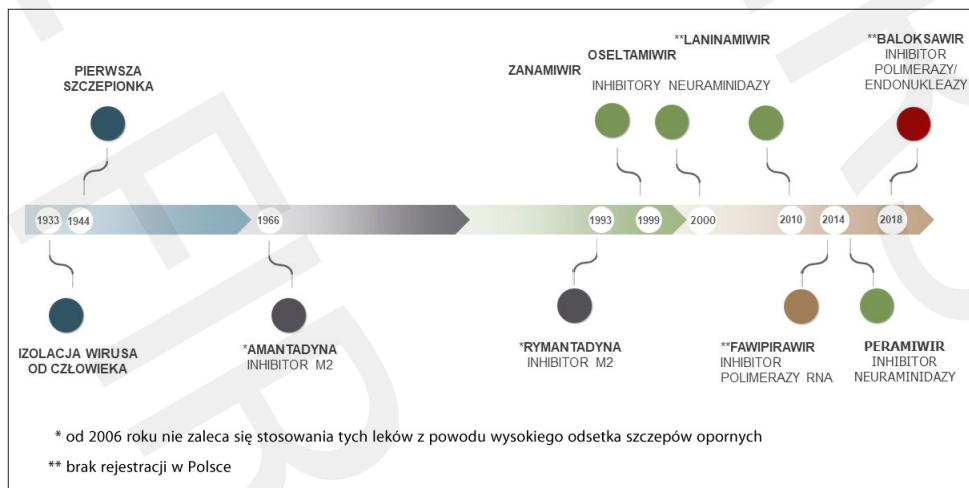 PIERWSZA
SZCZEPIONKA
ZANAMIWIR
OSELTAMIWIR
**LANINAMIWIR
INHIBITORY NEURAMINIDAZY
**BALOKSAWIR
INHIBITOR
POLIMERAZY/
ENDONUKLEAZY
1933
1944
1966
1993
1999
2000
2010
2014
2018
IZOLACJA WIRUSA
OD CZŁOWIEKA
*AMANTADYNA
INHIBITOR M2
*RYMANTADYNA
INHIBITOR M2
**FAWIPIRAWIR
INHIBITOR
POLIMERAZY RNA
PERAMIWIR
INHIBITOR
NEURAMINIDAZY
* od 2006 roku nie zaleca się stosowania tych leków z powodu wysokiego odsetka szczepów opornych
** brak rejestracji w Polsce